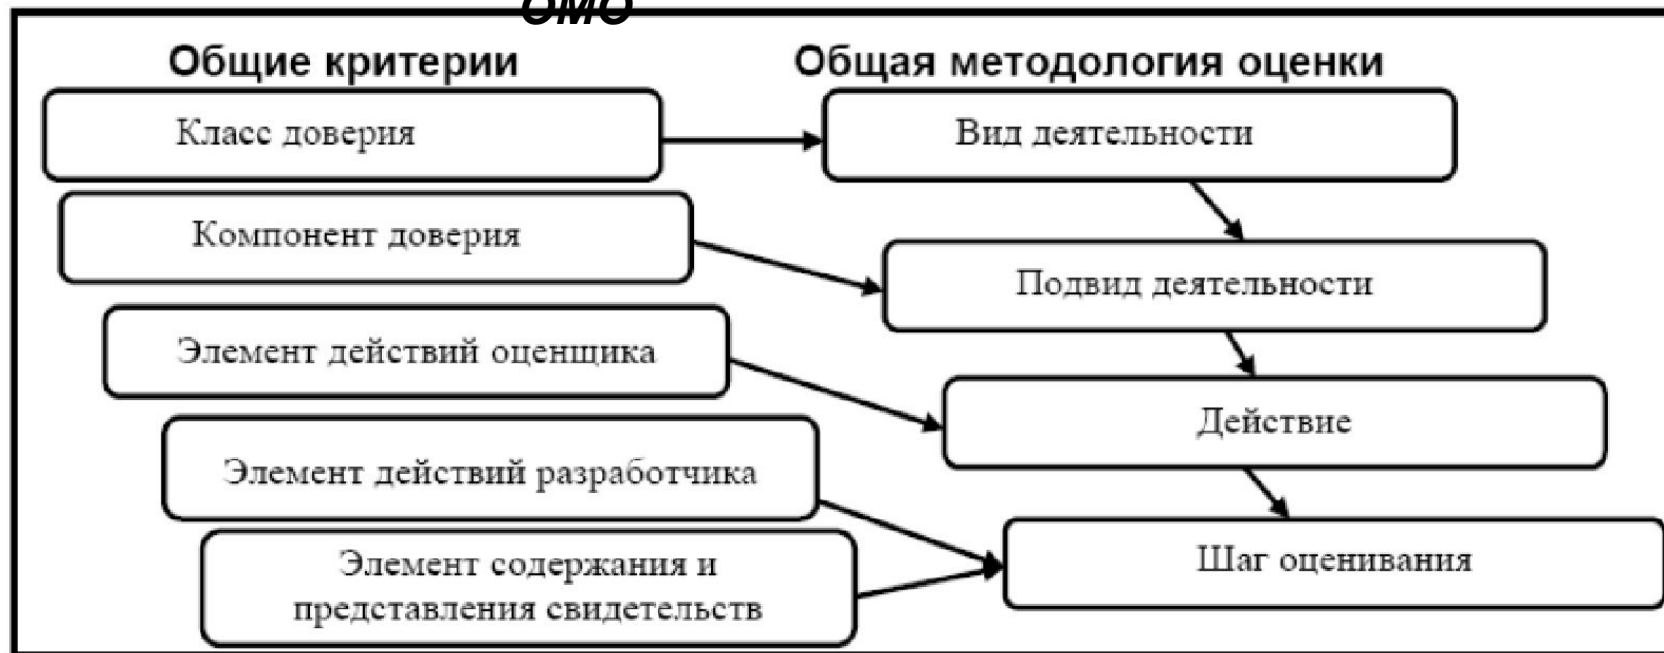 ОМО
Общие критерии
Общая методология оценки
Класс доверия
Вид деятельности
Компонент доверия
Подвид деятельности
Элемент действий оценщика
Действие
Элемент действий разработчика
Элемент содержания и
представления свидетельств
Шаг оценивания